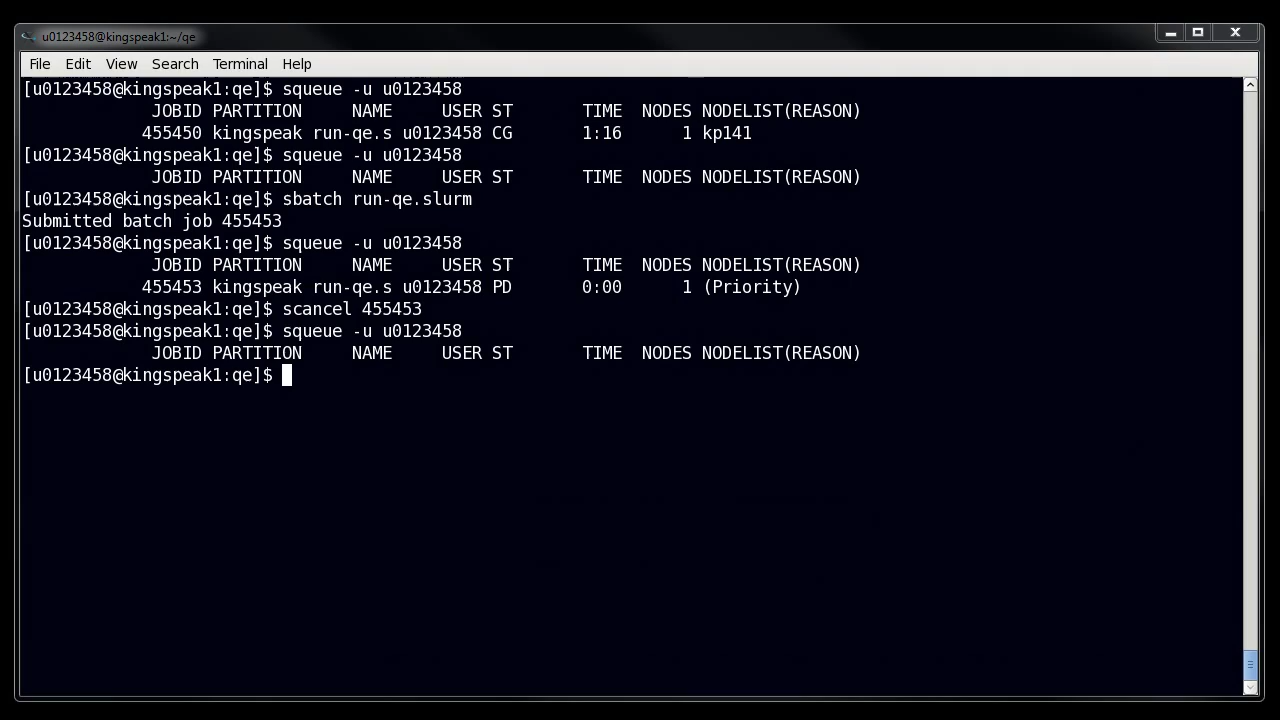 u0123458@kingspeak1:~/qe
File Edit View Search Terminal Help
[u0123458@kingspeak1:qe]$ squeue -u u0123458
JOBID PARTITION NAME USER ST TIME NODES NODELIST(REASON)
455450 kingspeak run-qe.s u0123458 CG 1:16 1 kp141
[u0123458@kingspeak1:qe]$ squeue -u u0123458
JOBID PARTITION NAME USER ST TIME NODES NODELIST(REASON)
[u0123458@kingspeak1:qe]$ sbatch run-qe.slurm
Submitted batch job 455453
[u0123458@kingspeak1:qe]$ squeue -u u0123458
JOBID PARTITION NAME USER ST TIME NODES NODELIST(REASON)
455453 kingspeak run-qe.s u0123458 PD 0:00 1 (Priority)
[u0123458@kingspeak1:qe]$ scancel 455453
[u0123458@kingspeak1:qe]$ squeue -u u0123458
JOBID PARTITION NAME USER ST TIME NODES NODELIST(REASON)
[u0123458@kingspeak1:qe]$